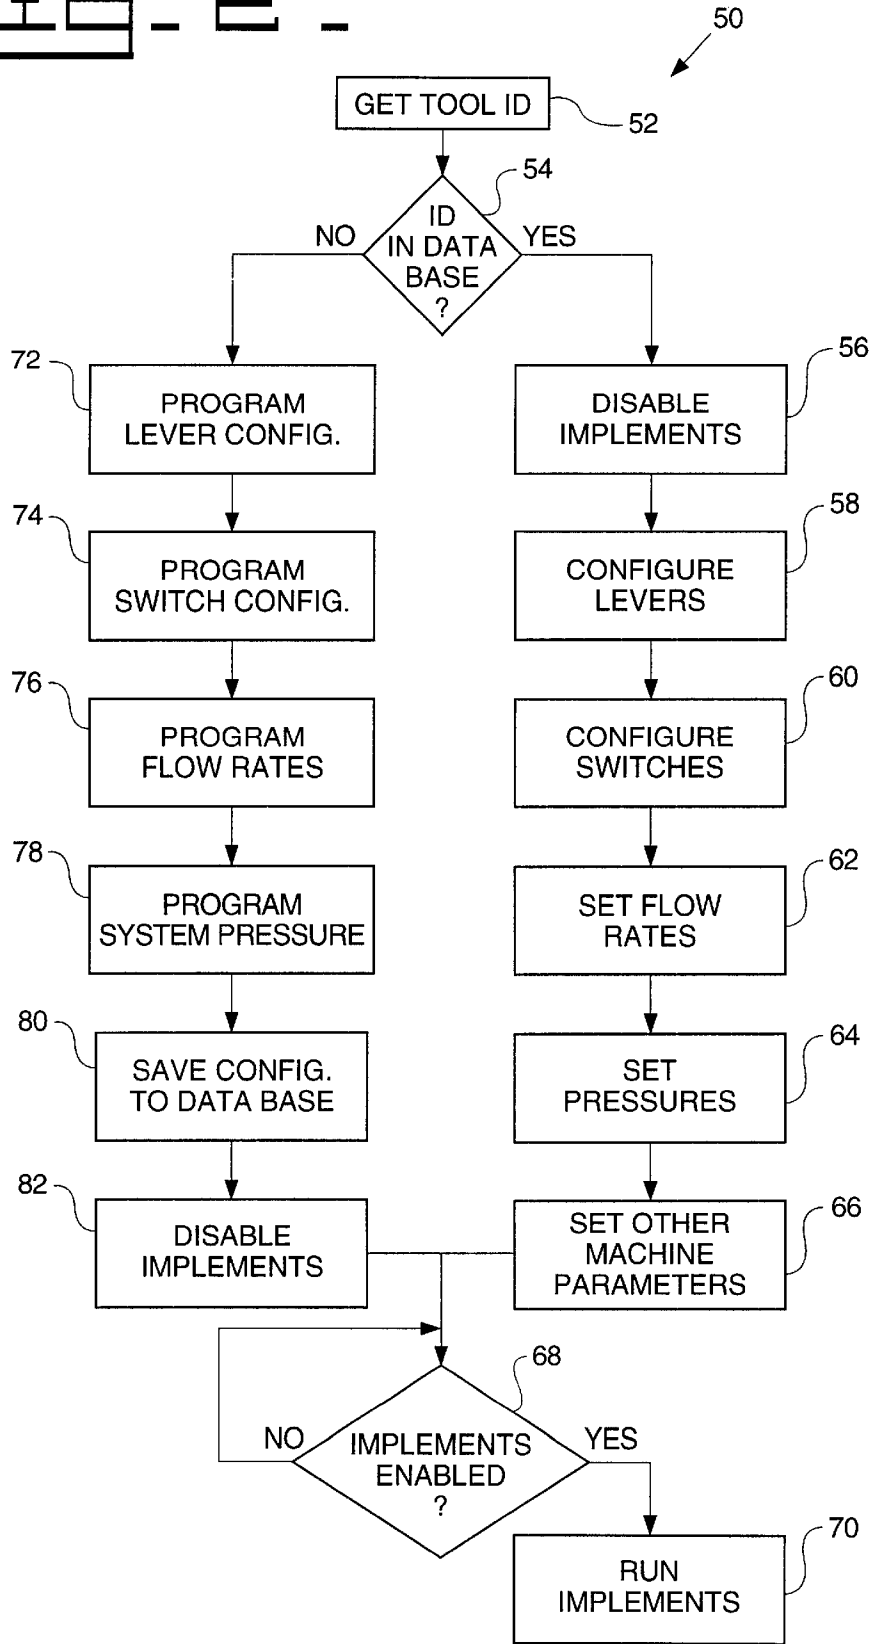 50
GET TOOL ID
52
54
ID
IN DATA
BASE
?
NO
YES
72
PROGRAM
LEVER CONFIG.
56
DISABLE
IMPLEMENTS
74
PROGRAM
SWITCH CONFIG.
58
CONFIGURE
LEVERS
76
PROGRAM
FLOW RATES
60
CONFIGURE
SWITCHES
78
PROGRAM
SYSTEM PRESSURE
62
SET FLOW
RATES
80
SAVE CONFIG.
TO DATA BASE
64
SET
PRESSURES
82
DISABLE
IMPLEMENTS
66
SET OTHER
MACHINE
PARAMETERS
68
IMPLEMENTS
ENABLED
?
NO
YES
70
RUN
IMPLEMENTS